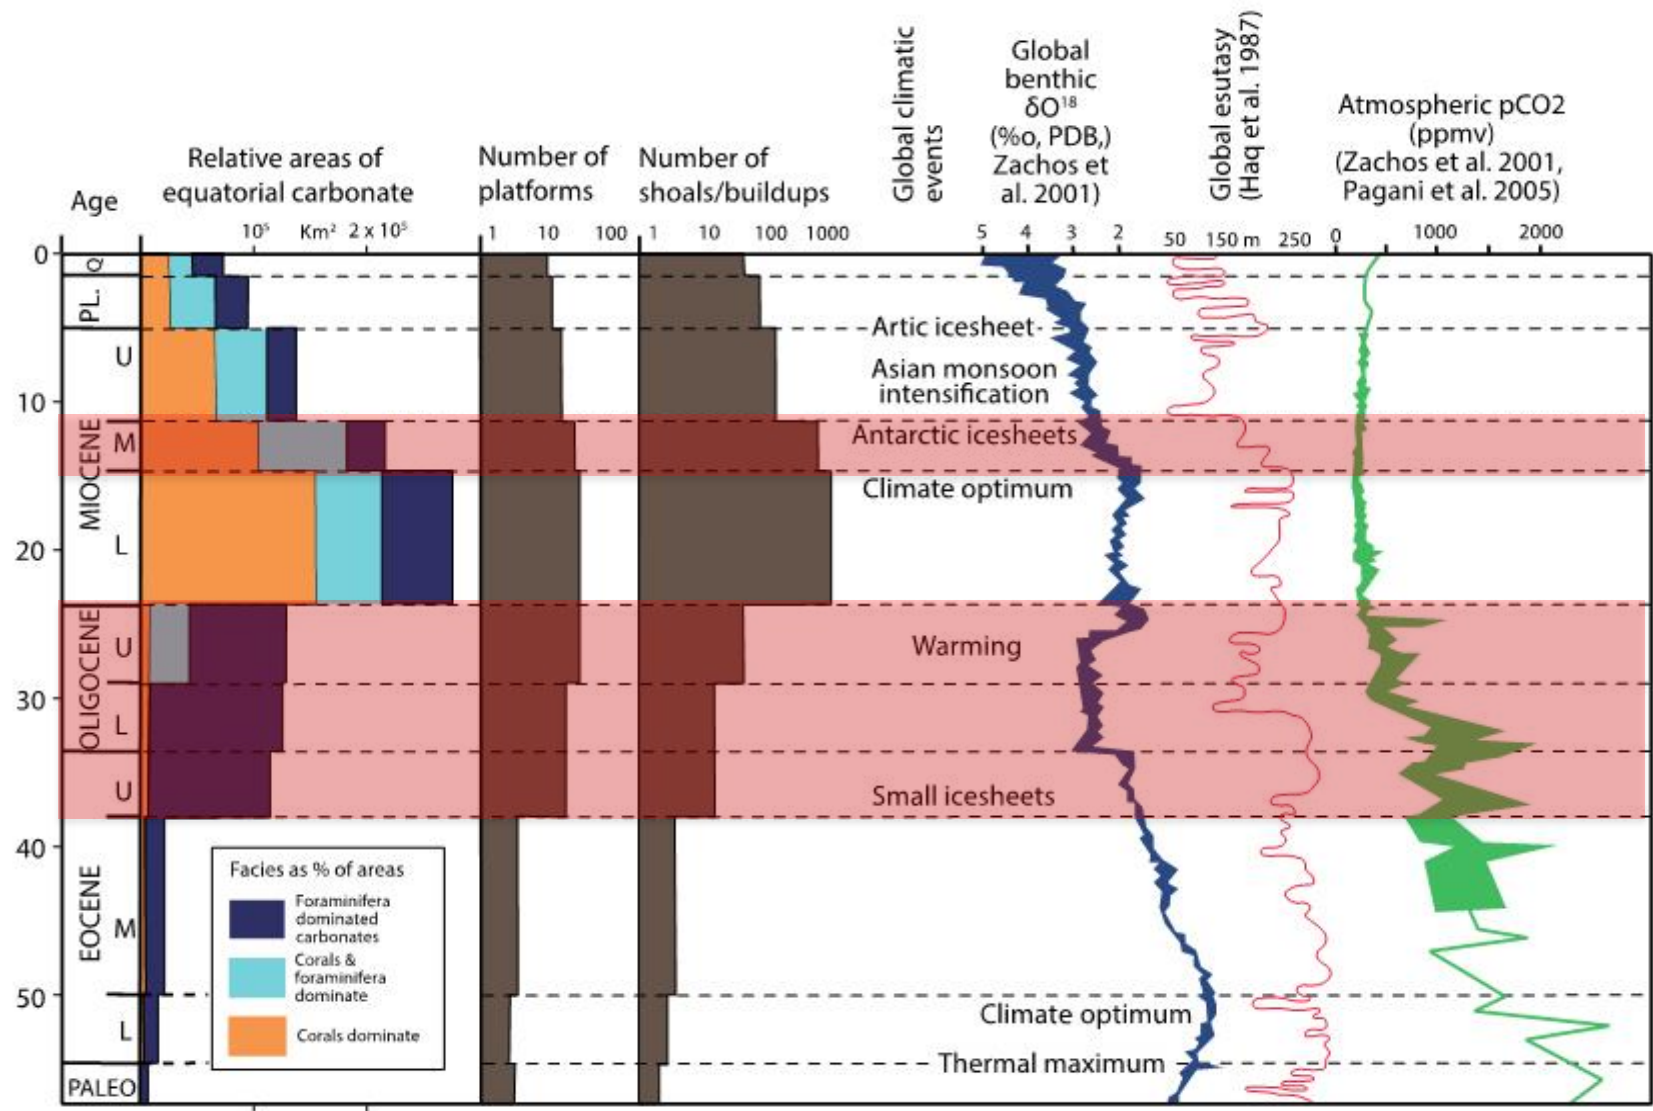 Relative areas of
equatorial carbonate
Number of
platforms
Number of
shoals/buildups
Global climatic
events
Global
benthic
δO¹⁸
(%o, PDB,)
Zachos et
al. 2001)
Global esutasy
(Haq et al. 1987)
Atmospheric pCO2
(ppmv)
(Zachos et al. 2001,
Pagani et al. 2005)
Age
10⁵ Km² 2 x 10⁵
1 10 100
1 10 100 1000
5 4 3 2
50 150 m 250
0 1000 2000
0
10
20
30
40
50
Q
PL.
MIOCENE
U
M
L
OLIGOCENE
U
L
EOCENE
U
M
L
PALEO
Artic icesheet
Asian monsoon
intensification
Antarctic icesheets
Climate optimum
Warming
Small icesheets
Climate optimum
Thermal maximum
Facies as % of areas
Foraminifera
dominated
carbonates
Corals &
foraminifera
dominate
Corals dominate